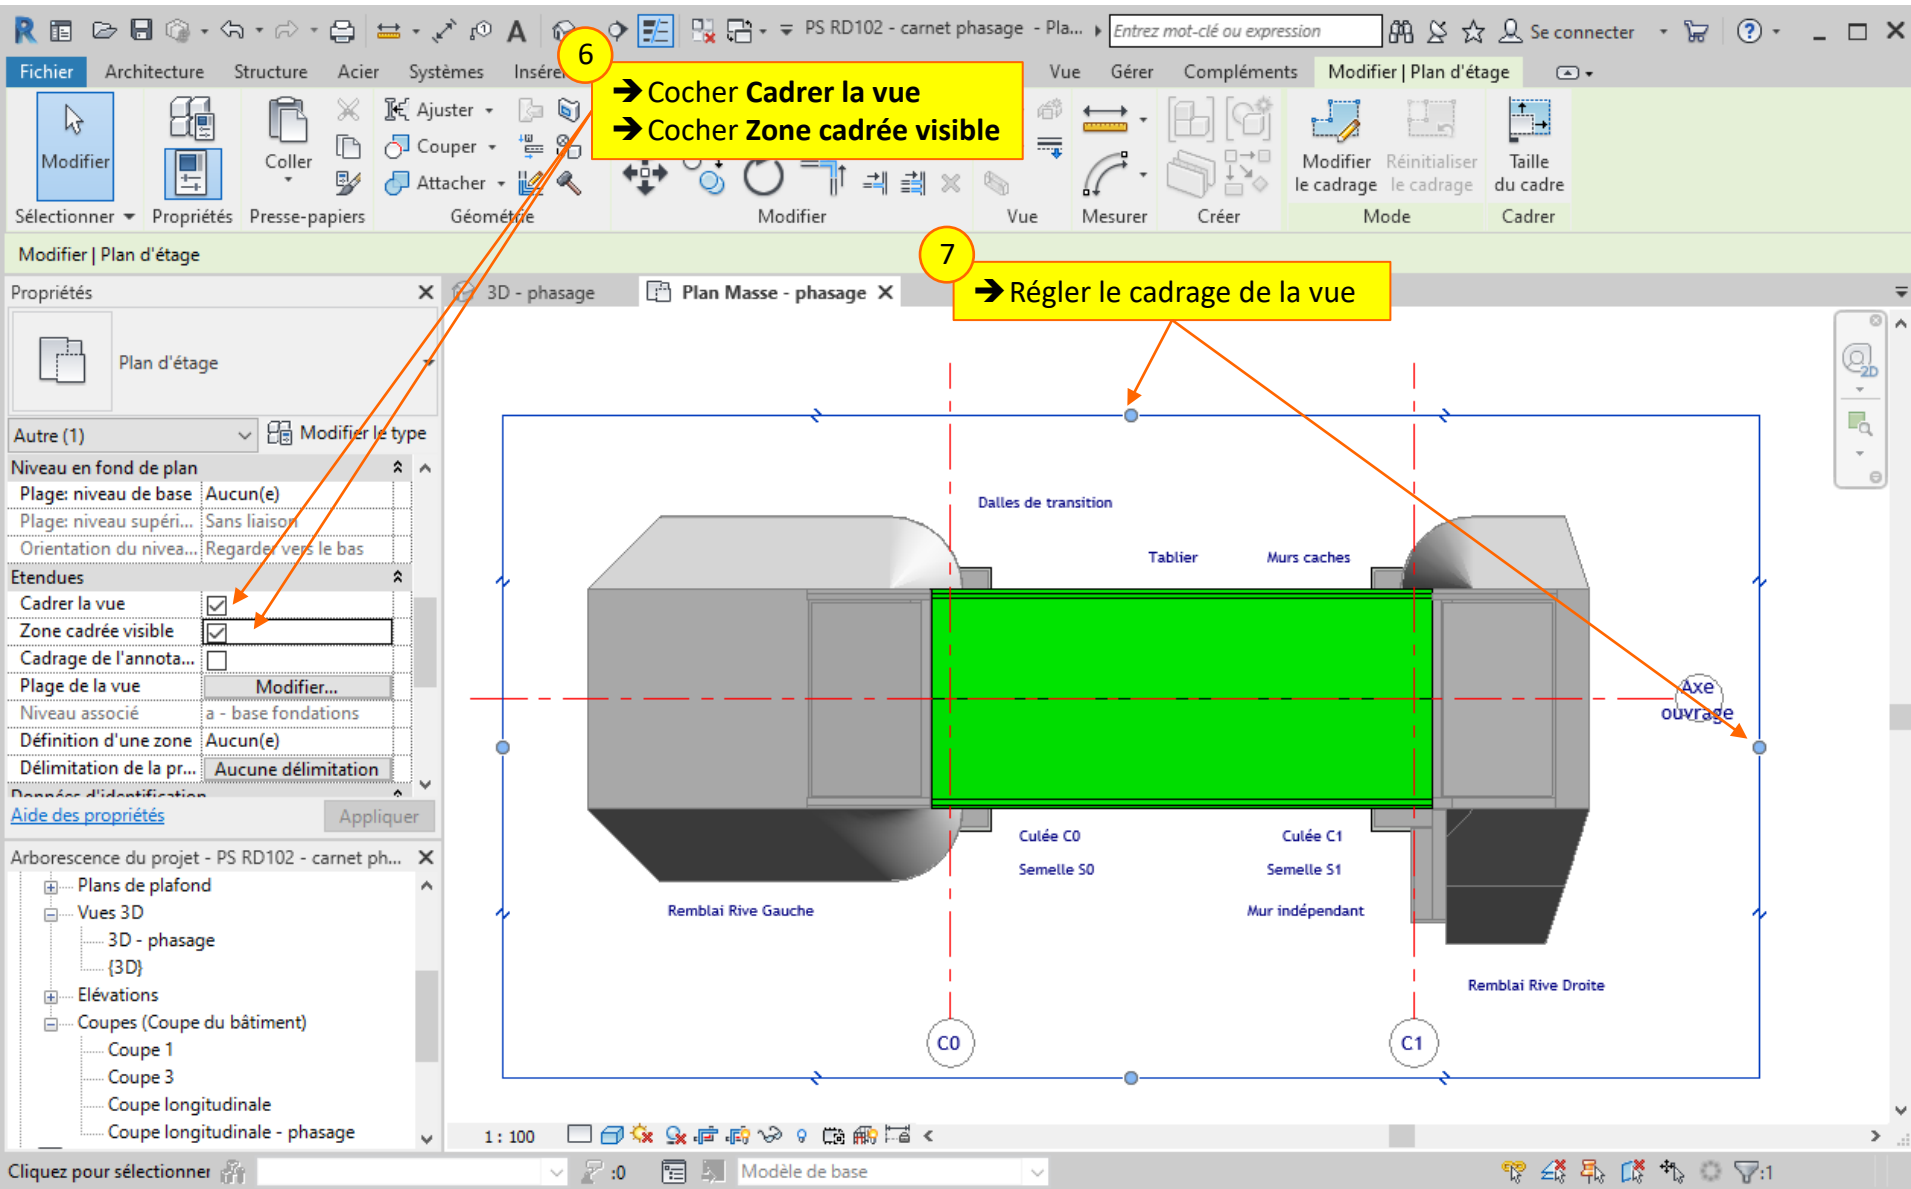 PS RD102 - carnet phasage - Pla...
Entrez mot-clé ou expression
Se connecter
Fichier Architecture Structure Acier Systèmes Vue Gérer Compléments Modifier | Plan d'étage
6
➔ Cocher Cadrer la vue
➔ Cocher Zone cadrée visible
Modifier
Coller
Ajuster
Couper
Attacher
Modifier le cadrage
Réinitialiser le cadrage
Taille du cadre
Sélectionner Propriétés Presse-papiers Géométrie Modifier Vue Mesurer Créer Mode Cadrer
Modifier | Plan d'étage
7
➔ Régler le cadrage de la vue
Propriétés
3D - phasage
Plan Masse - phasage
Plan d'étage
Autre (1)
Modifier le type
Niveau en fond de plan
Plage: niveau de base Aucun(e)
Plage: niveau supéri... Sans liaison
Orientation du nivea... Regarder vers le bas
Etendues
Cadrer la vue
Zone cadrée visible
Cadrage de l'annota...
Plage de la vue Modifier...
Niveau associé a - base fondations
Définition d'une zone Aucun(e)
Délimitation de la pr... Aucune délimitation
Données d'identification
Aide des propriétés
Appliquer
Arborescence du projet - PS RD102 - carnet ph...
Plans de plafond
Vues 3D
3D - phasage
{3D}
Elévations
Coupes (Coupe du bâtiment)
Coupe 1
Coupe 3
Coupe longitudinale
Coupe longitudinale - phasage
2D
Dalles de transition
Tablier
Murs caches
Axe
ouvrage
Culée C0
Culée C1
Semelle S0
Semelle S1
Remblai Rive Gauche
Mur indépendant
Remblai Rive Droite
C0
C1
1 : 100
Cliquez pour sélectionner
:0
Modèle de base
:1